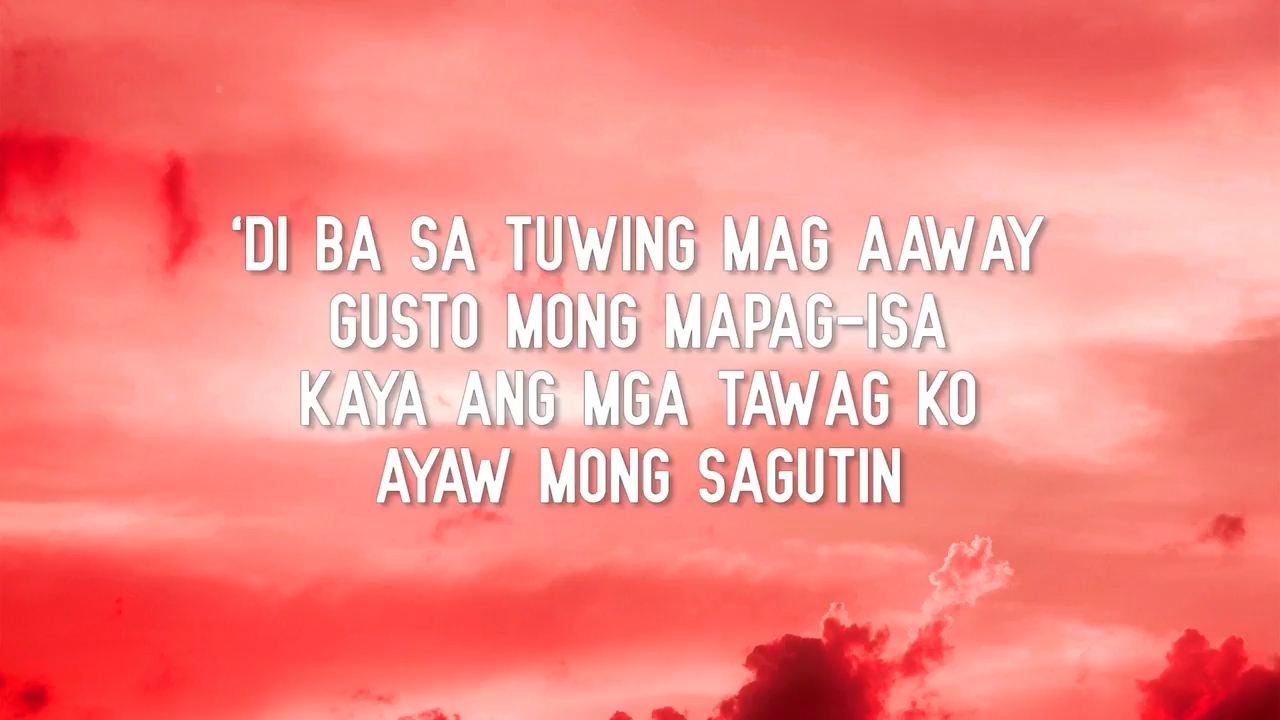 ‘DI BA SA TUWING MAG AAWAY
GUSTO MONG MAPAG-ISA
KAYA ANG MGA TAWAG KO
AYAW MONG SAGUTIN